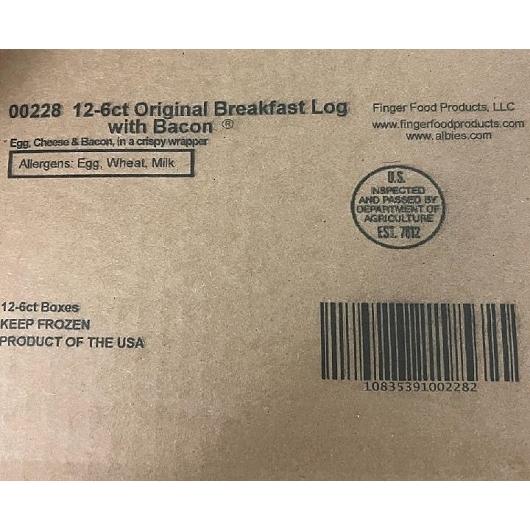 00228 12-6ct Original Breakfast Log
with Bacon ®
Egg, Cheese & Bacon, in a crispy wrapper
Allergens: Egg, Wheat, Milk
Finger Food Products, LLC
www.fingerfoodproducts.com
www.albies.com
U.S.
INSPECTED
AND PASSED BY
DEPARTMENT OF
AGRICULTURE
EST. 7812
12-6ct Boxes
KEEP FROZEN
PRODUCT OF THE USA
10835391002282